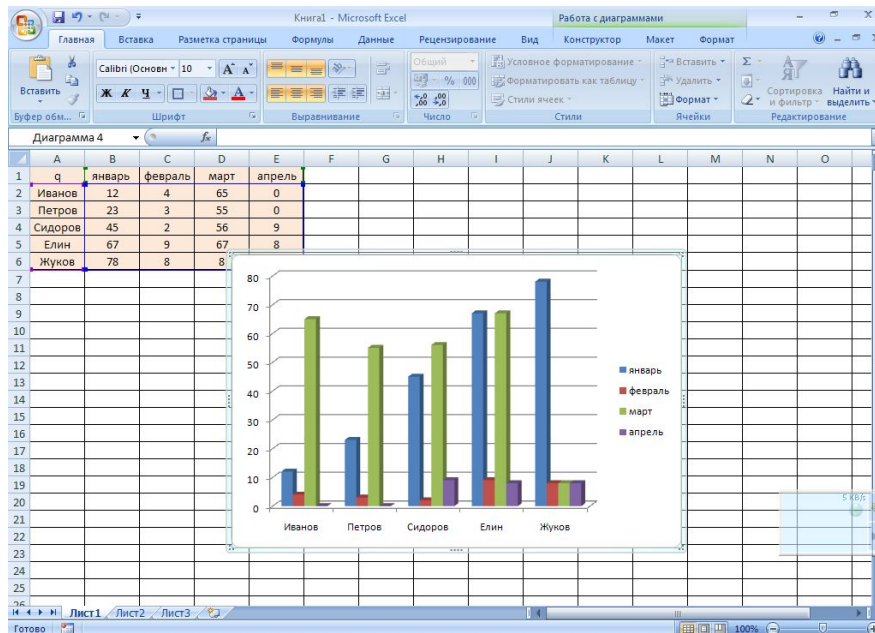 Книга1 - Microsoft Excel
Работа с диаграммами
Главная Вставка Разметка страницы Формулы Данные Рецензирование Вид Конструктор Макет Формат
Вставить
Calibri (Основн 10
Ж К Ч
Общий
% 000
Условное форматирование
Форматировать как таблицу
Стили ячеек
Вставить
Удалить
Формат
Σ
Сортировка и фильтр
Найти и выделить
Буфер обм... Шрифт Выравнивание Число Стили Ячейки Редактирование
Диаграмма 4 fx
A B C D E F G H I J K L M N O
1 q январь февраль март апрель
2 Иванов 12 4 65 0
3 Петров 23 3 55 0
4 Сидоров 45 2 56 9
5 Елин 67 9 67 8
6 Жуков 78 8 8
7
8
9
10
11
12
13
14
15
16
17
18
19
20
21
22
23
24
25
26
80
70
60
50
40
30
20
10
0
Иванов Петров Сидоров Елин Жуков
январь
февраль
март
апрель
5 KB/s
Лист1 Лист2 Лист3
Готово 100%